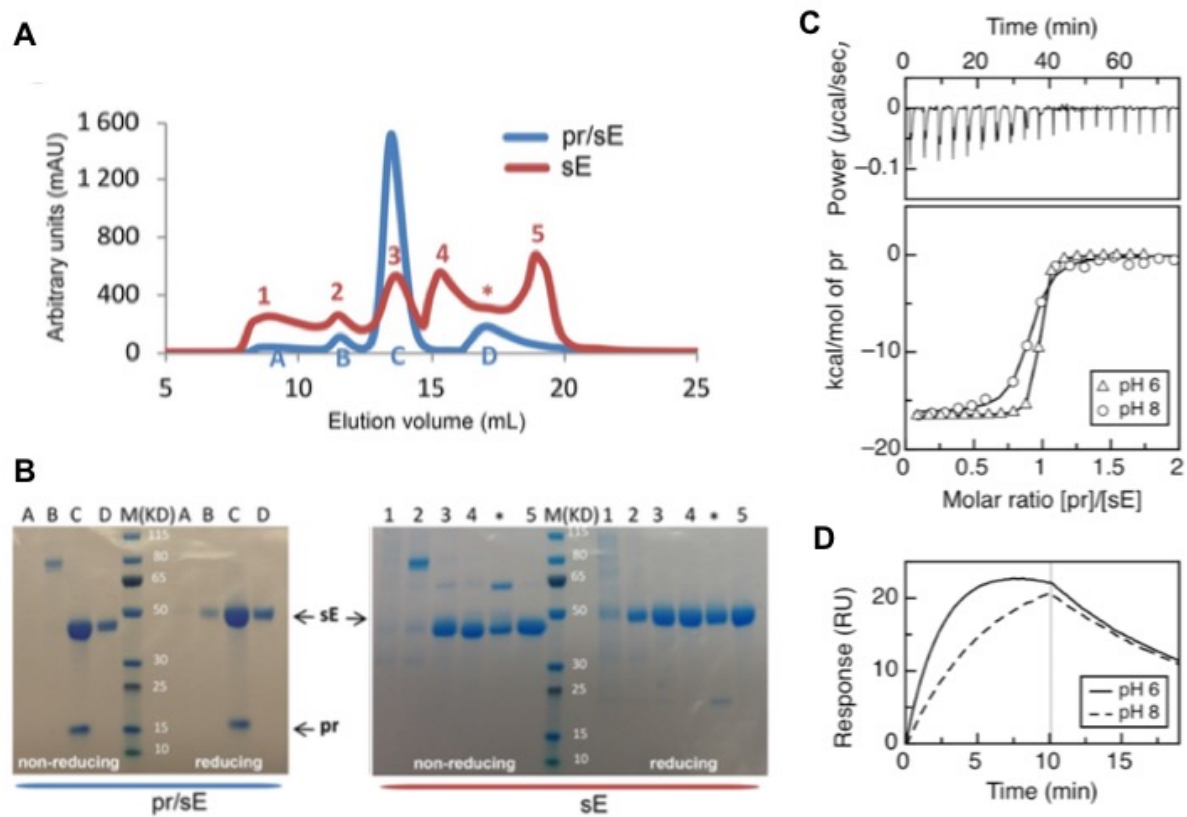 A
1 600
1 200
800
400
0
Arbitrary units (mAU)
pr/sE
sE
1
2
3
4
*
5
A
B
C
D
5
10
15
20
25
Elution volume (mL)
B
A B C D M(KD) A B C D
115
80
65
50
30
25
15
10
non-reducing
reducing
pr/sE
sE
pr
1 2 3 4 * 5 M(KD) 1 2 3 4 * 5
115
80
65
50
30
25
15
10
non-reducing
reducing
sE
C
Time (min)
0 20 40 60
Power (µcal/sec,
0
−0.1
kcal/mol of pr
0
−10
−20
pH 6
pH 8
0 0.5 1 1.5 2
Molar ratio [pr]/[sE]
D
Response (RU)
20
10
0
pH 6
pH 8
0 5 10 15
Time (min)